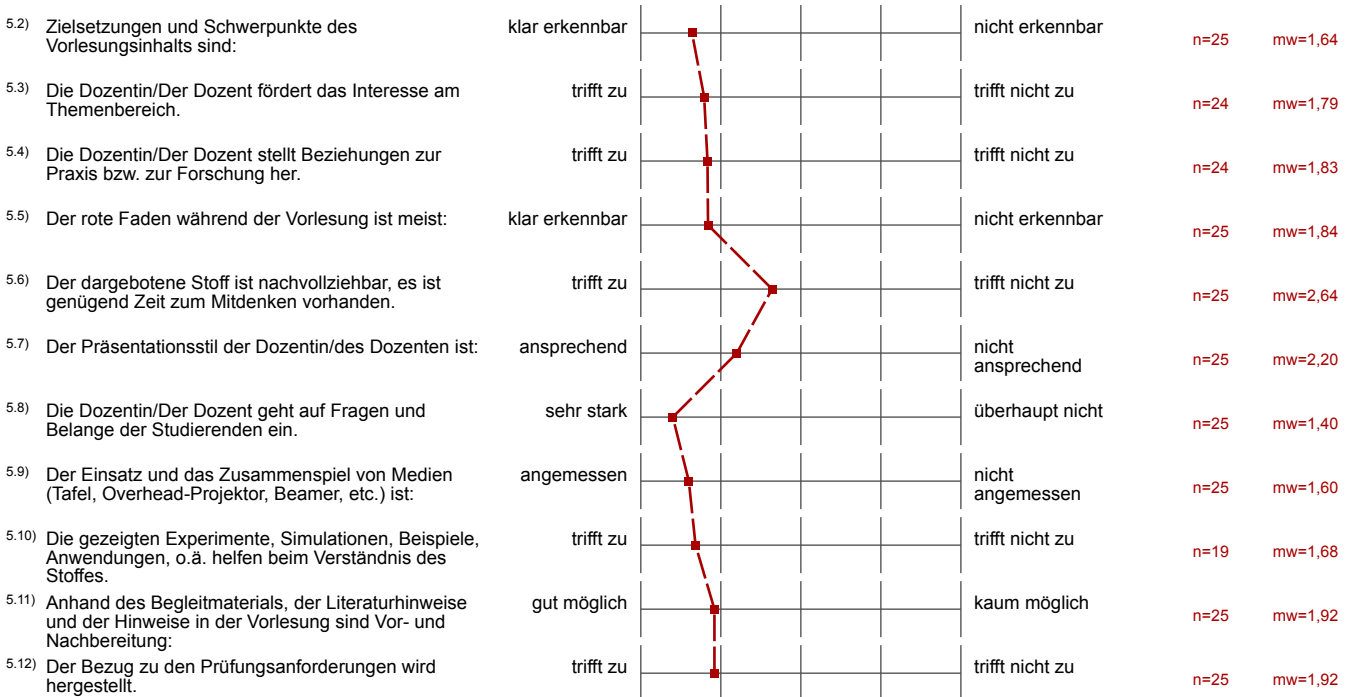 5.2) Zielsetzungen und Schwerpunkte des
Vorlesungsinhalts sind:
klar erkennbar
nicht erkennbar
n=25
mw=1,64
5.3) Die Dozentin/Der Dozent fördert das Interesse am
Themenbereich.
trifft zu
trifft nicht zu
n=24
mw=1,79
5.4) Die Dozentin/Der Dozent stellt Beziehungen zur
Praxis bzw. zur Forschung her.
trifft zu
trifft nicht zu
n=24
mw=1,83
5.5) Der rote Faden während der Vorlesung ist meist:
klar erkennbar
nicht erkennbar
n=25
mw=1,84
5.6) Der dargebotene Stoff ist nachvollziehbar, es ist
genügend Zeit zum Mitdenken vorhanden.
trifft zu
trifft nicht zu
n=25
mw=2,64
5.7) Der Präsentationsstil der Dozentin/des Dozenten ist:
ansprechend
nicht
ansprechend
n=25
mw=2,20
5.8) Die Dozentin/Der Dozent geht auf Fragen und
Belange der Studierenden ein.
sehr stark
überhaupt nicht
n=25
mw=1,40
5.9) Der Einsatz und das Zusammenspiel von Medien
(Tafel, Overhead-Projektor, Beamer, etc.) ist:
angemessen
nicht
angemessen
n=25
mw=1,60
5.10) Die gezeigten Experimente, Simulationen, Beispiele,
Anwendungen, o.ä. helfen beim Verständnis des
Stoffes.
trifft zu
trifft nicht zu
n=19
mw=1,68
5.11) Anhand des Begleitmaterials, der Literaturhinweise
und der Hinweise in der Vorlesung sind Vor- und
Nachbereitung:
gut möglich
kaum möglich
n=25
mw=1,92
5.12) Der Bezug zu den Prüfungsanforderungen wird
hergestellt.
trifft zu
trifft nicht zu
n=25
mw=1,92